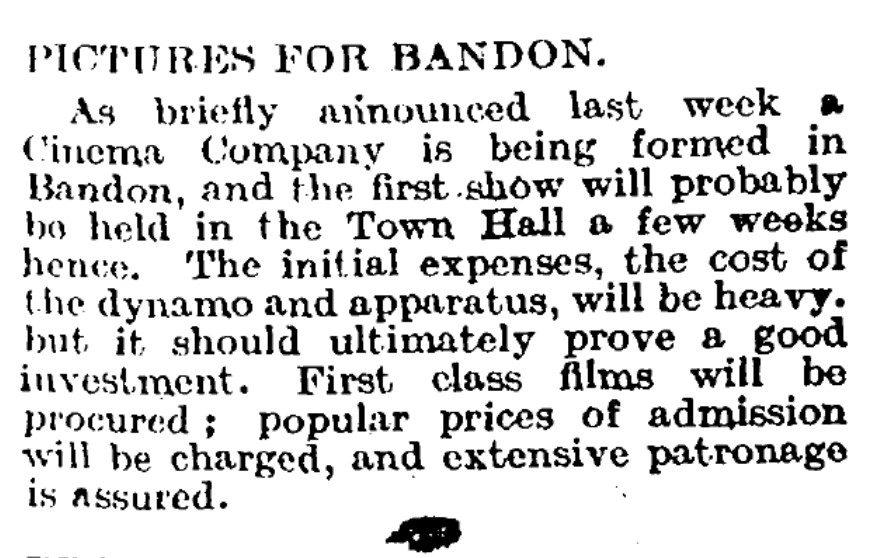 PICTURES FOR BANDON.
As briefly announced last week a
Cinema Company is being formed in
Bandon, and the first show will probably
be held in the Town Hall a few weeks
hence. The initial expenses, the cost of
the dynamo and apparatus, will be heavy.
but it should ultimately prove a good
investment. First class films will be
procured; popular prices of admission
will be charged, and extensive patronage
is assured.